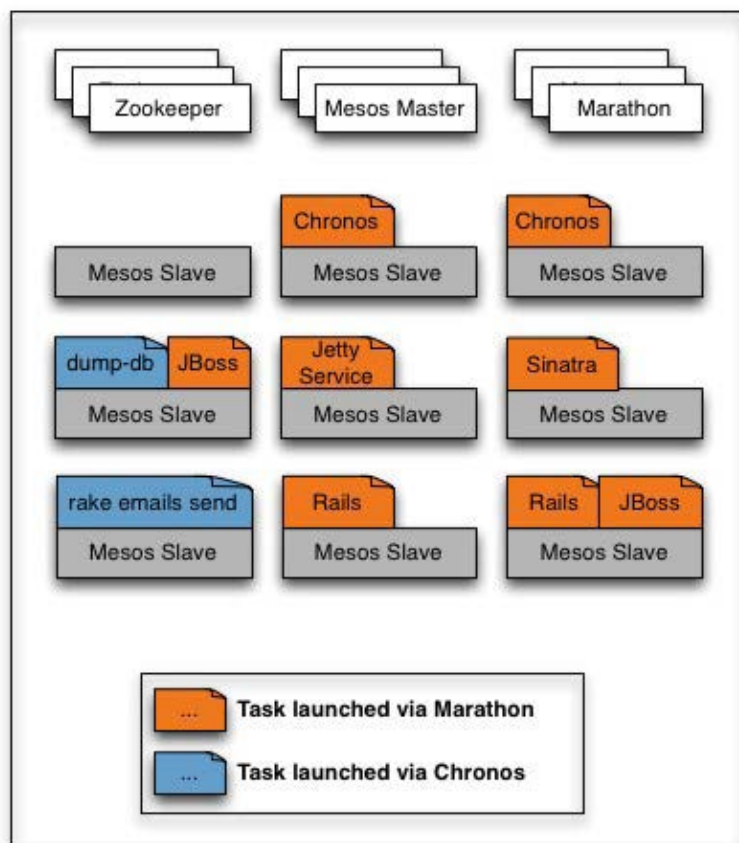 Zookeeper
Mesos Master
Marathon
Chronos
Chronos
Mesos Slave
Mesos Slave
Mesos Slave
dump-db
JBoss
Jetty
Service
Sinatra
Mesos Slave
Mesos Slave
Mesos Slave
rake emails send
Rails
Rails
JBoss
Mesos Slave
Mesos Slave
Mesos Slave
... Task launched via Marathon
... Task launched via Chronos